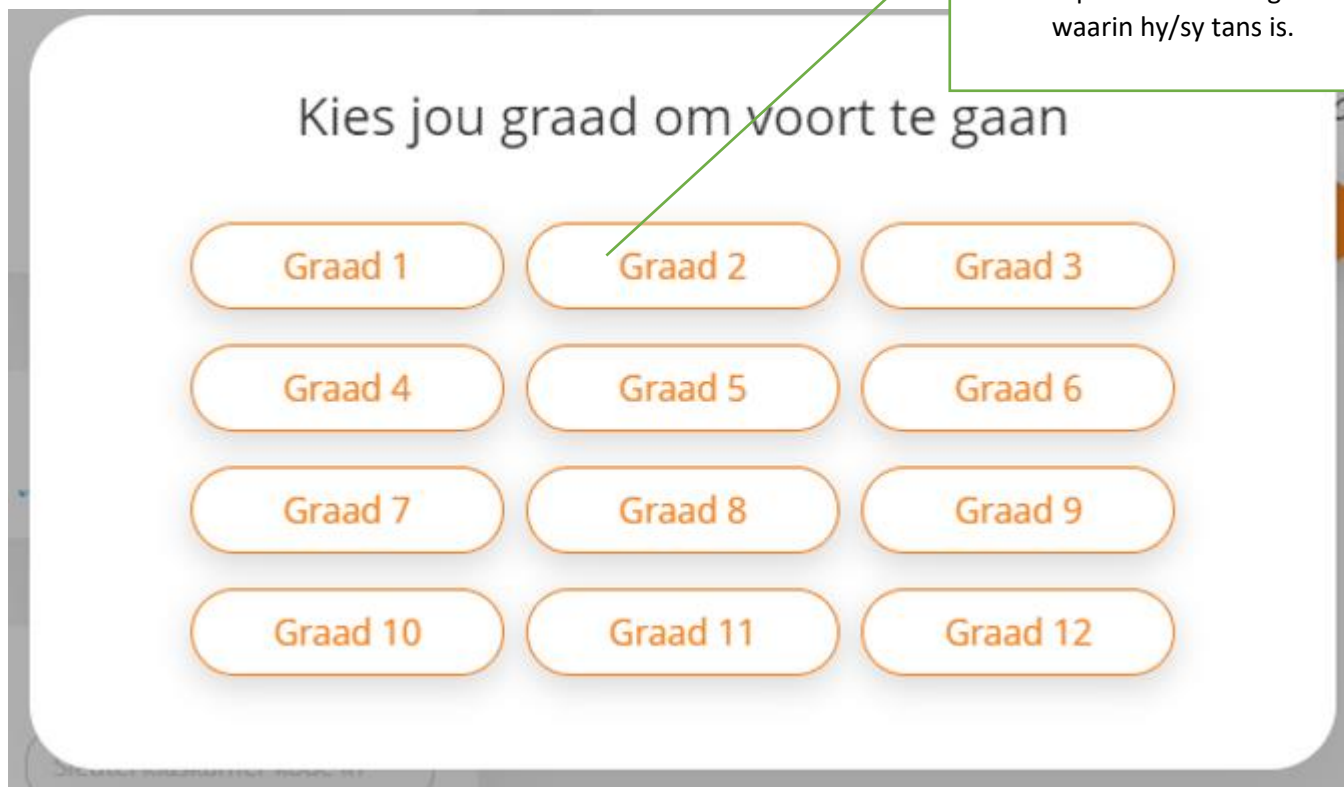 waarin hy/sy tans is.
Kies jou graad om voort te gaan
Graad 1
Graad 2
Graad 3
Graad 4
Graad 5
Graad 6
Graad 7
Graad 8
Graad 9
Graad 10
Graad 11
Graad 12